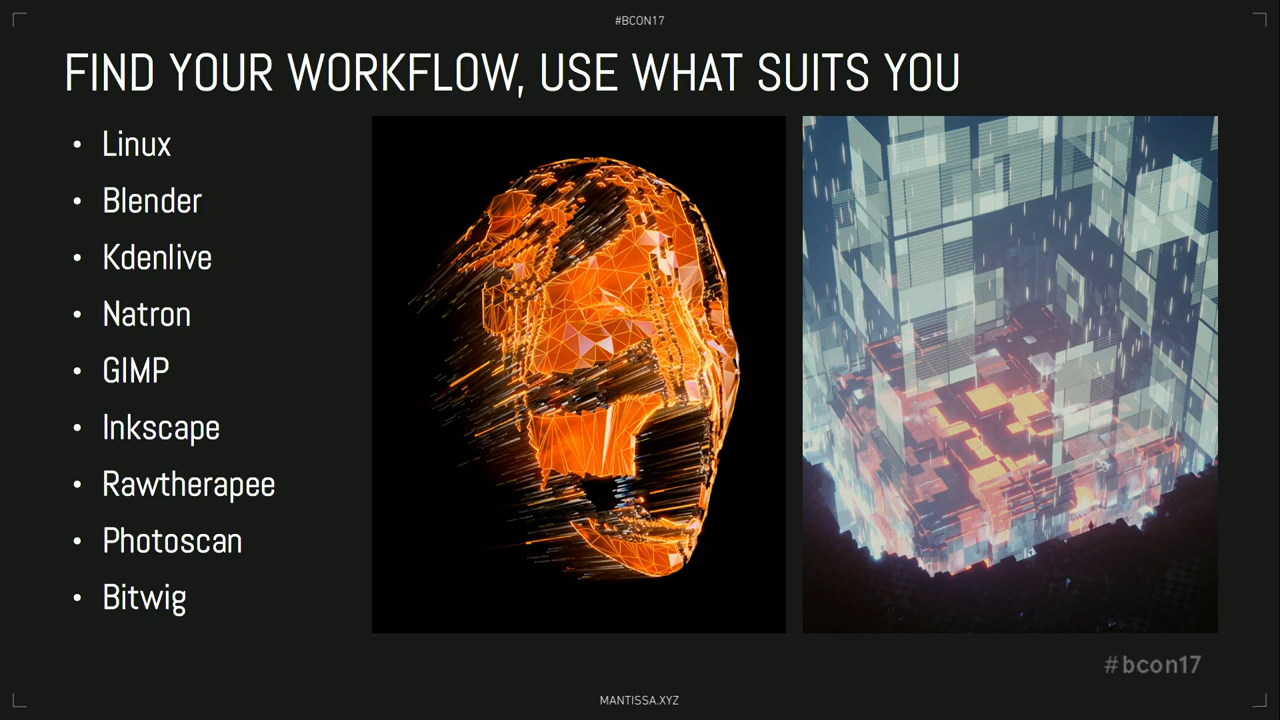 #BCON17
FIND YOUR WORKFLOW, USE WHAT SUITS YOU
• Linux
• Blender
• Kdenlive
• Natron
• GIMP
• Inkscape
• Rawtherapee
• Photoscan
• Bitwig
#bcon17
MANTISSA.XYZ